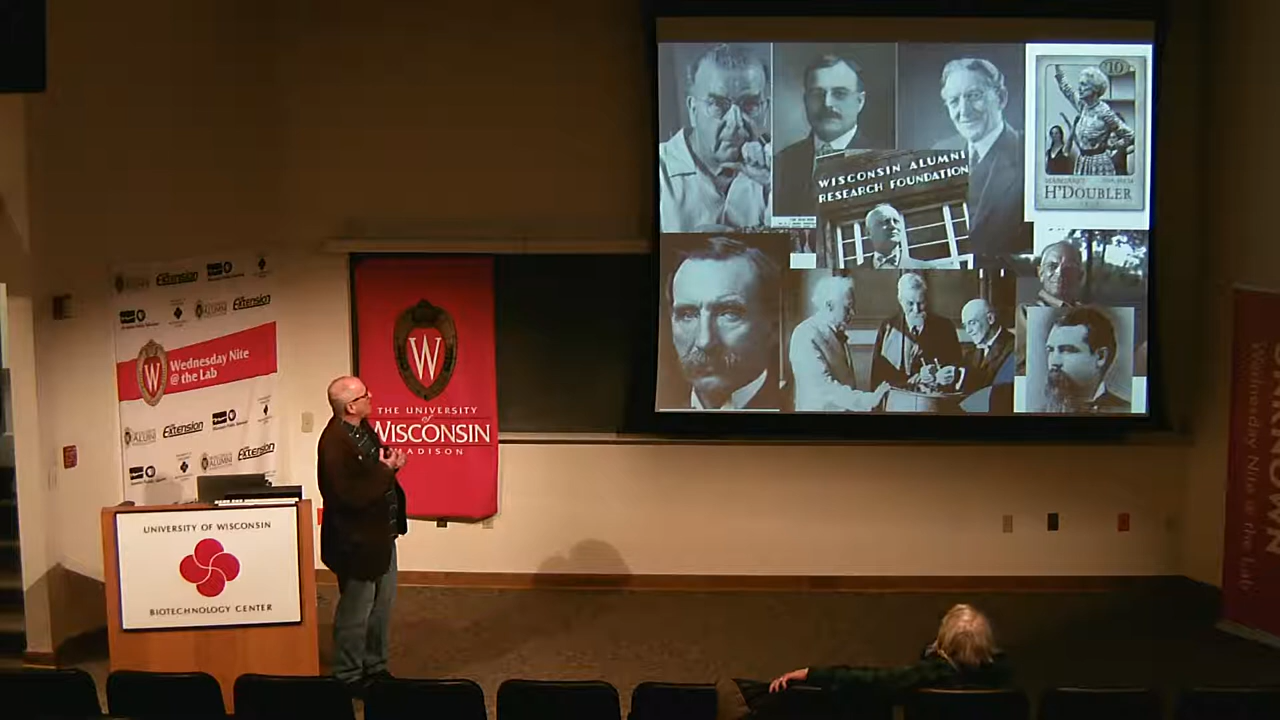 WISCONSIN ALUMNI
RESEARCH FOUNDATION
10
H'DOUBLER
Extension
Extension
Wednesday Nite
@ the Lab
Extension
Extension
W
THE UNIVERSITY
of
WISCONSIN
MADISON
UNIVERSITY OF WISCONSIN
BIOTECHNOLOGY CENTER
Wednesday Nite @ the Lab